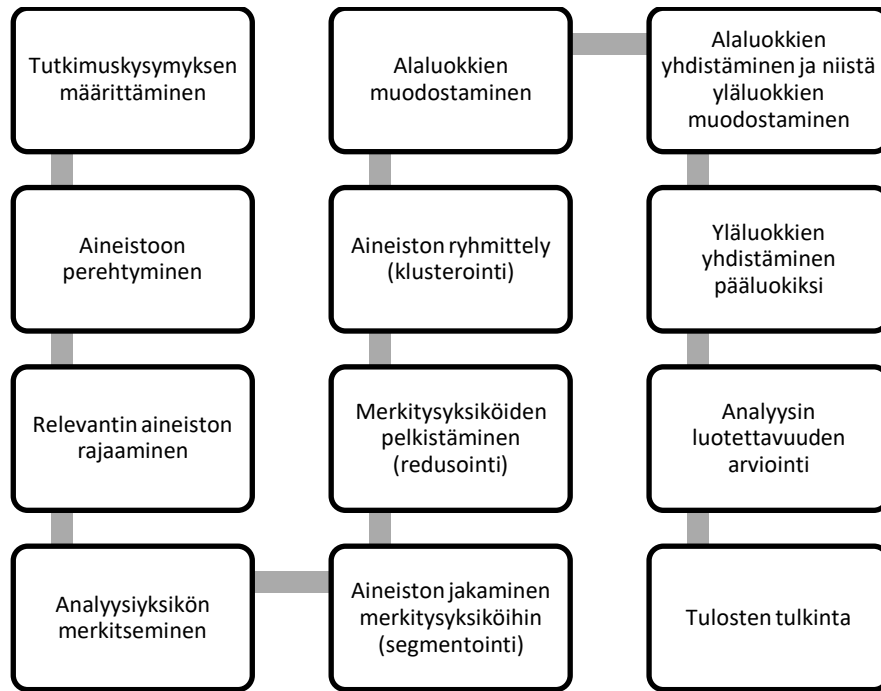 Tutkimuskysymyksen
määrittäminen
Aineistoon
perehtyminen
Relevantin aineiston
rajaaminen
Analyysiyksikön
merkitseminen
Aineiston jakaminen
merkitysyksiköihin
(segmentointi)
Merkitysyksiköiden
pelkistäminen
(redusointi)
Aineiston ryhmittely
(klusterointi)
Alaluokkien
muodostaminen
Alaluokkien
yhdistäminen ja niistä
yläluokkien
muodostaminen
Yläluokkien
yhdistäminen
pääluokiksi
Analyysin
luotettavuuden
arviointi
Tulosten tulkinta